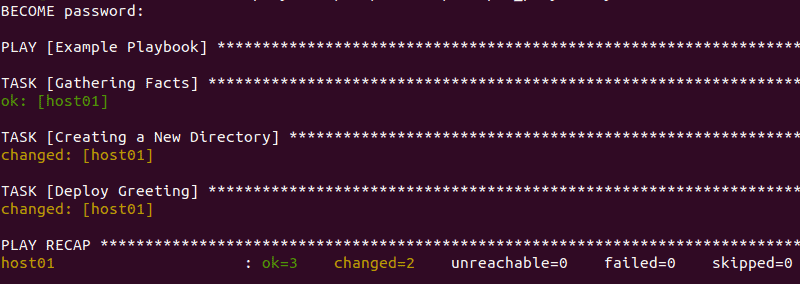 BECOME password:
PLAY [Example Playbook] *****************************************************************
TASK [Gathering Facts] ******************************************************************
ok: [host01]
TASK [Creating a New Directory] *********************************************************
changed: [host01]
TASK [Deploy Greeting] ******************************************************************
changed: [host01]
PLAY RECAP ******************************************************************************
host01                     : ok=3    changed=2    unreachable=0    failed=0    skipped=0